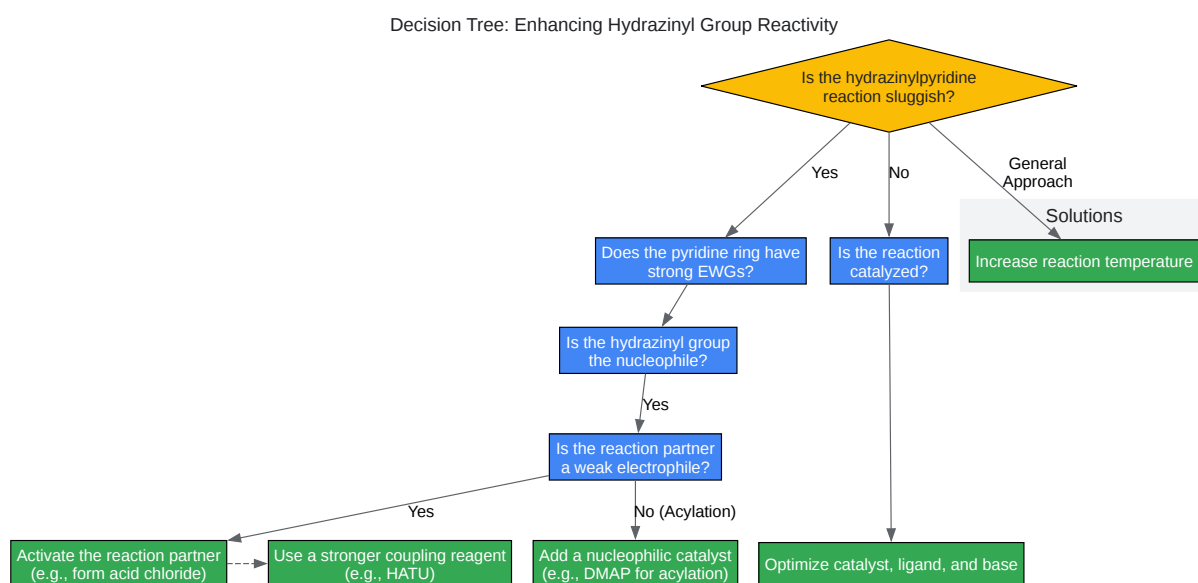 Decision Tree: Enhancing Hydrazinyl Group Reactivity
Is the hydrazinylpyridine
reaction sluggish?
Yes
No
General
Approach
Solutions
Does the pyridine ring have
strong EWGs?
Is the reaction
catalyzed?
Increase reaction temperature
Is the hydrazinyl group
the nucleophile?
Yes
Is the reaction partner
a weak electrophile?
Yes
No (Acylation)
Activate the reaction partner
(e.g., form acid chloride)
Use a stronger coupling reagent
(e.g., HATU)
Add a nucleophilic catalyst
(e.g., DMAP for acylation)
Optimize catalyst, ligand, and base